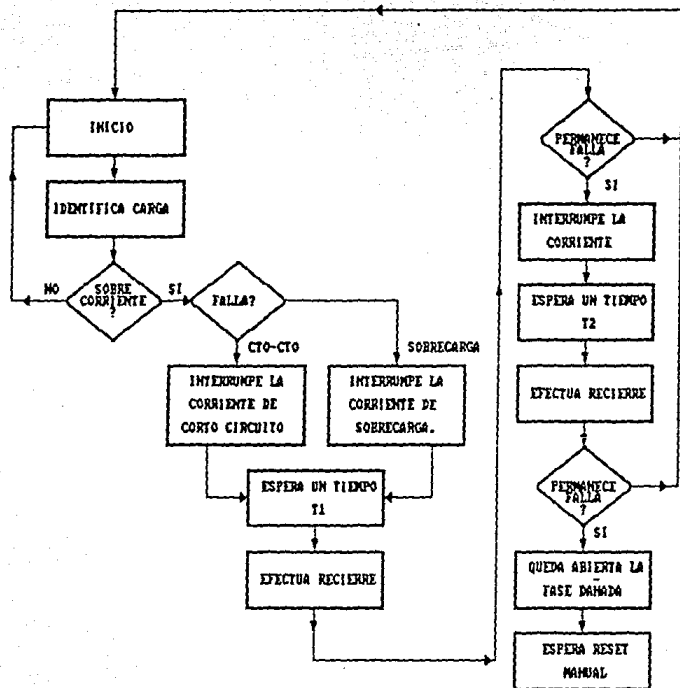 INICIO
IDENTIFICA CARGA
SOBRE
CORRIENTE
?
NO
SI
FALLA?
CTO-CTO
SOBRECARGA
INTERRUMPE LA
CORRIENTE DE
CORTO CIRCUITO
INTERRUMPE LA
CORRIENTE DE
SOBRECARGA.
ESPERA UN TIEMPO
T1
EFECTUA RECIERRE
PERMANECE
FALLA
?
SI
INTERRUMPE LA
CORRIENTE
ESPERA UN TIEMPO
T2
EFECTUA RECIERRE
PERMANECE
FALLA
?
SI
QUEDA ABIERTA LA
FASE DAMADA
ESPERA RESET
MANUAL